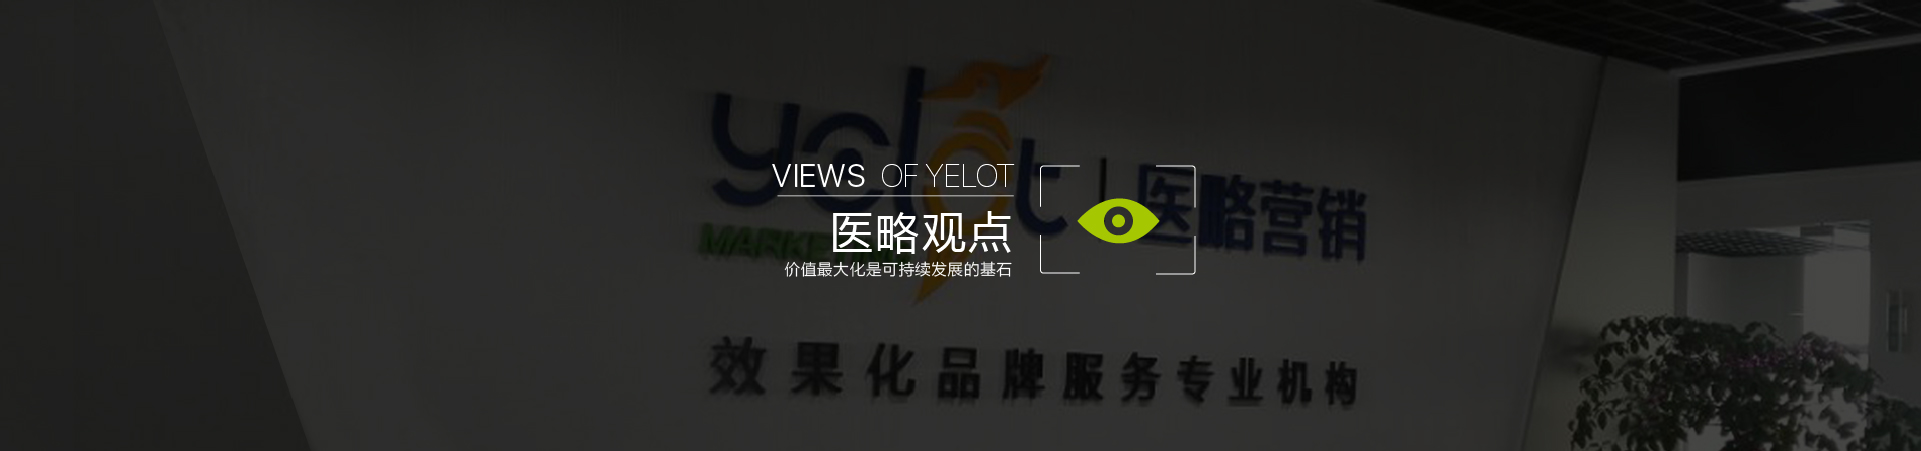 yelot
医略营销
MARKE
VIEWS OF YELOT
医略观点
价值最大化是可持续发展的基石
效果化品牌服务专业机构